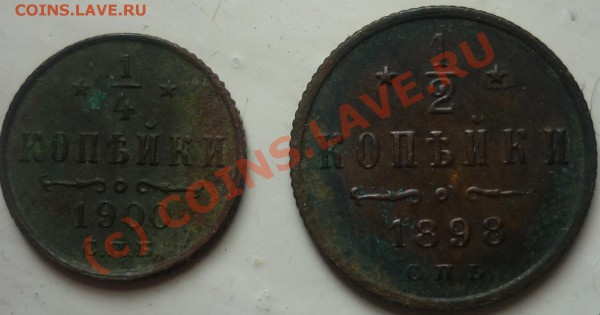 COINS.LAVE.RU
1
4
КОПѢЙКИ
1900
С.П.Б
1
2
КОПѢЙКИ
1898
С П Б
(c) COINS.LAVE.RU